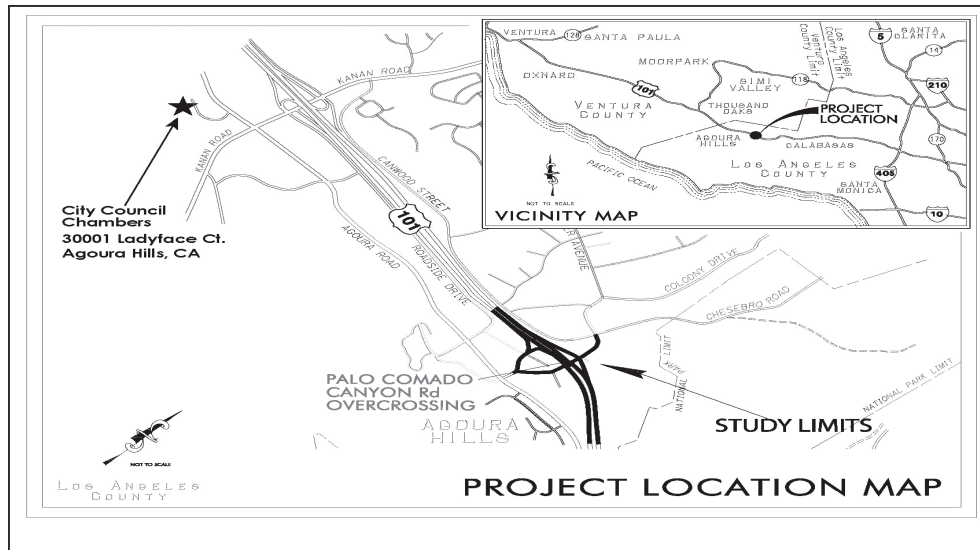 KANAN ROAD
KANAN ROAD
CANWOOD STREET
101
ROADSIDE DRIVE
AGOURA ROAD
City Council
Chambers
30001 Ladyface Ct.
Agoura Hills, CA
VENTURA
126
SANTA PAULA
Los Angeles
County Limit
Ventura
County Limit
5
SANTA
CLARITA
14
MOORPARK
OXNARD
101
SIMI
VALLEY
118
210
VENTURA
COUNTY
THOUSAND
OAKS
PROJECT
LOCATION
170
AGOURA
HILLS
CALABASAS
LOS ANGELES
COUNTY
405
PACIFIC OCEAN
SANTA
MONICA
10
NOT TO SCALE
VICINITY MAP
AVENUE
COLODNY DRIVE
CHESEBRO ROAD
NATIONAL PARK LIMIT
NATIONAL PARK LIMIT
PALO COMADO
CANYON Rd
OVERCROSSING
AGOURA
HILLS
STUDY LIMITS
NOT TO SCALE
LOS ANGELES
COUNTY
PROJECT LOCATION MAP